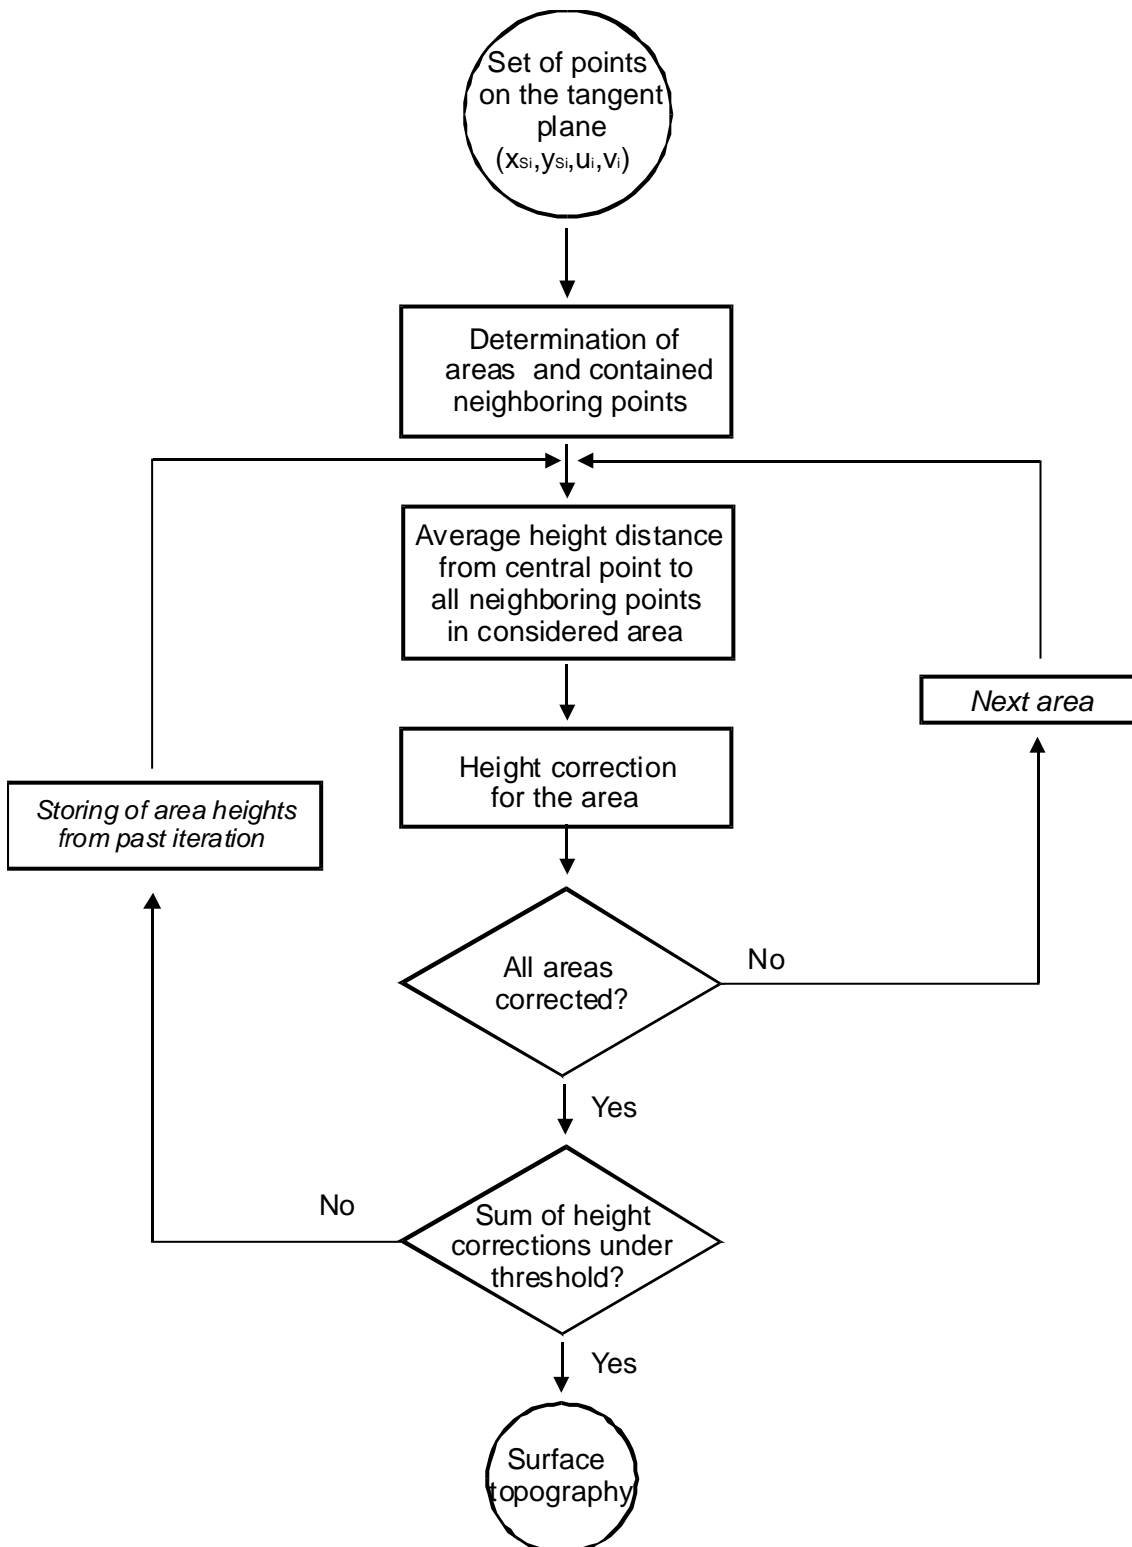 Set of points
on the tangent
plane
(xSi,ySi,ui,vi)
Determination of
areas and contained
neighboring points
Average height distance
from central point to
all neighboring points
in considered area
Next area
Height correction
for the area
Storing of area heights
from past iteration
All areas
corrected?
No
Yes
No
Sum of height
corrections under
threshold?
Yes
Surface
topography